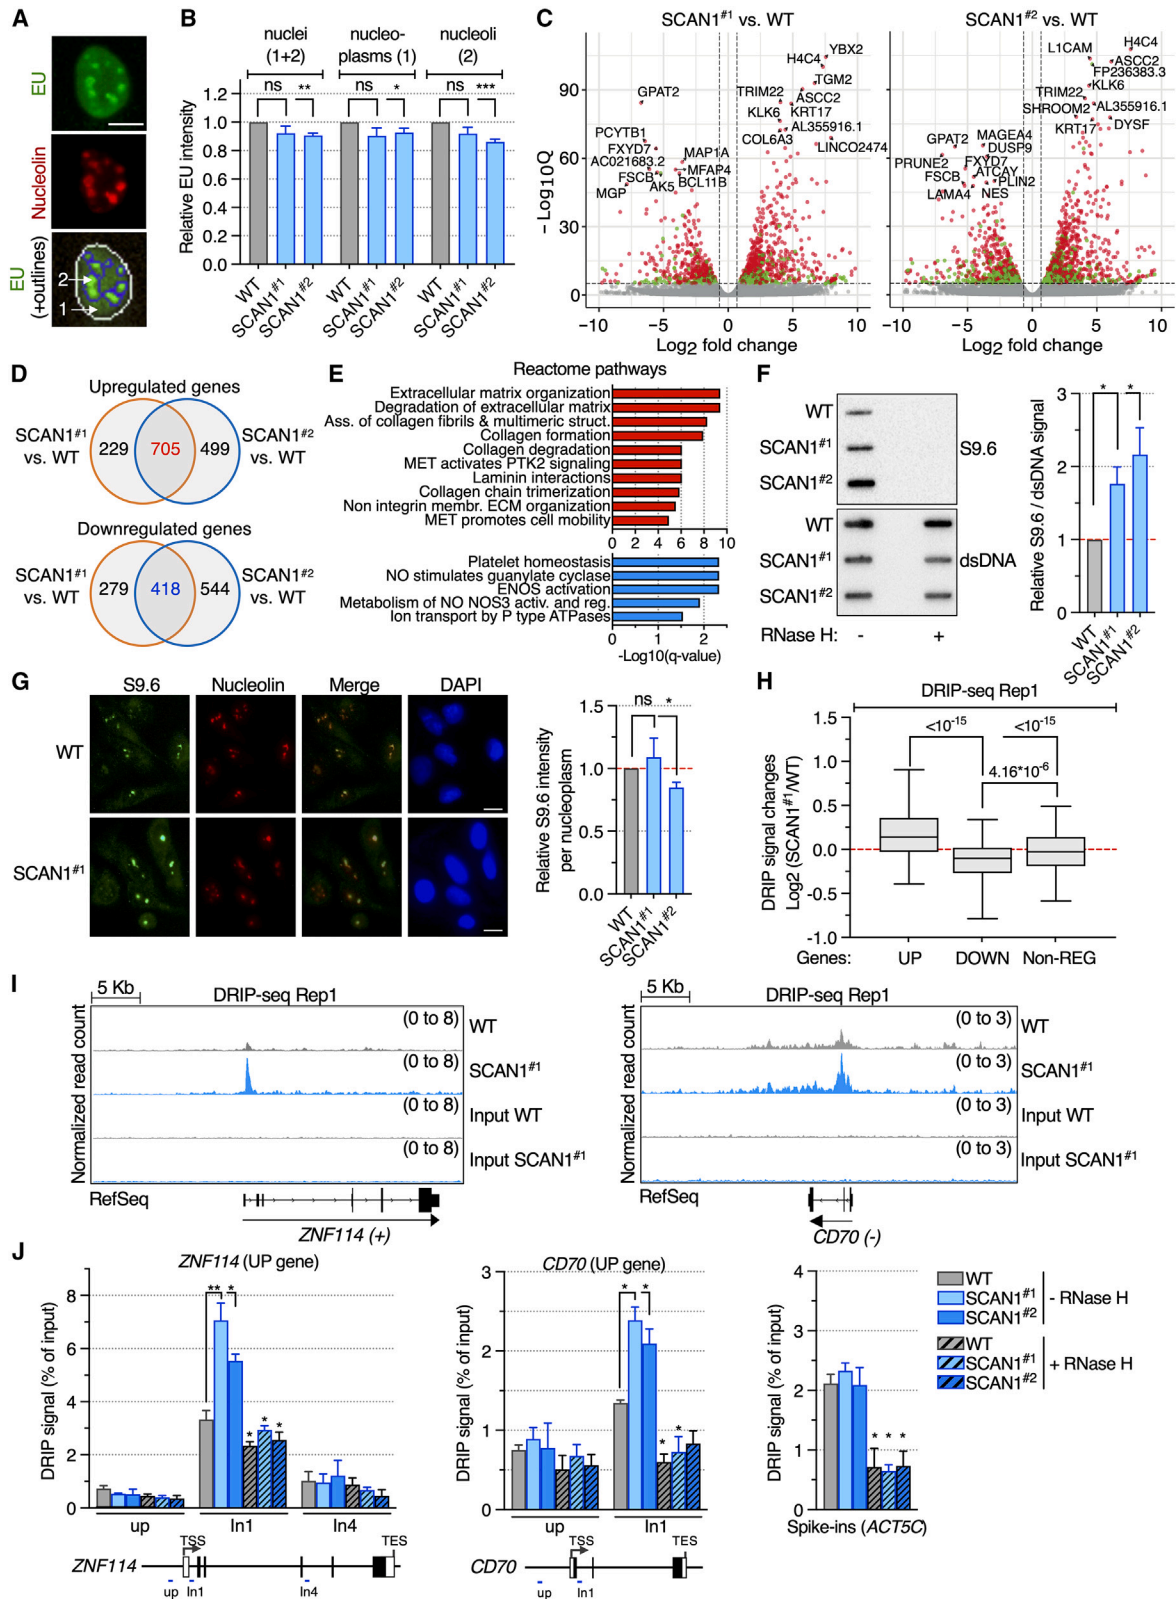 A
EU
Nucleolin
EU
(+outlines)
2
1
B
nuclei
(1+2)
nucleo-
plasms (1)
nucleoli
(2)
ns
**
ns
*
ns
***
Relative EU intensity
1.2
1.0
0.8
0.6
0.4
0.2
0.0
WT
SCAN1#1
SCAN1#2
WT
SCAN1#1
SCAN1#2
WT
SCAN1#1
SCAN1#2
C
SCAN1#1 vs. WT
SCAN1#2 vs. WT
- Log10Q
90
60
30
0
GPAT2
YBX2
H4C4
TGM2
TRIM22
ASCC2
KLK6
KRT17
AL355916.1
COL6A3
LINCO2474
PCYTB1
FXYD7
AC021683.2
MAP1A
MFAP4
FSCB
AK5
BCL11B
MGP
L1CAM
H4C4
ASCC2
FP236383.3
KLK6
TRIM22
SHROOM2
AL355916.1
KRT17
DYSF
GPAT2
MAGEA4
DUSP9
PRUNE2
FXYD7
ATCAY
FSCB
PLIN2
LAMA4
NES
−10
−5
0
5
10
−10
−5
0
5
10
Log2 fold change
Log2 fold change
D
Upregulated genes
SCAN1#1
vs. WT
229
705
499
SCAN1#2
vs. WT
Downregulated genes
SCAN1#1
vs. WT
279
418
544
SCAN1#2
vs. WT
E
Reactome pathways
Extracellular matrix organization
Degradation of extracellular matrix
Ass. of collagen fibrils & multimeric struct.
Collagen formation
Collagen degradation
MET activates PTK2 signaling
Laminin interactions
Collagen chain trimerization
Non integrin membr. ECM organization
MET promotes cell mobility
0 2 4 6 8 10
Platelet homeostasis
NO stimulates guanylate cyclase
ENOS activation
Metabolism of NO NOS3 activ. and reg.
Ion transport by P type ATPases
0 1 2
-Log10(q-value)
F
WT
SCAN1#1
SCAN1#2
S9.6
WT
SCAN1#1
SCAN1#2
dsDNA
RNase H: - +
Relative S9.6 / dsDNA signal
3
2
1
0
*
*
WT
SCAN1#1
SCAN1#2
G
S9.6
Nucleolin
Merge
DAPI
WT
SCAN1#1
Relative S9.6 intensity
per nucleoplasm
1.5
1.0
0.5
0.0
ns
*
WT
SCAN1#1
SCAN1#2
H
DRIP-seq Rep1
DRIP signal changes
Log2 (SCAN1#1/WT)
1.5
1.0
0.5
0.0
-0.5
-1.0
<10-15
<10-15
4.16*10-6
Genes: UP DOWN Non-REG
I
5 Kb
DRIP-seq Rep1
Normalized read count
(0 to 8)
WT
(0 to 8)
SCAN1#1
(0 to 8)
Input WT
(0 to 8)
Input SCAN1#1
RefSeq
ZNF114 (+)
5 Kb
DRIP-seq Rep1
Normalized read count
(0 to 3)
WT
(0 to 3)
SCAN1#1
(0 to 3)
Input WT
(0 to 3)
Input SCAN1#1
RefSeq
CD70 (-)
J
ZNF114 (UP gene)
DRIP signal (% of input)
8
6
4
2
0
** *
* * *
up
In1
In4
ZNF114
TSS
TES
up
In1
In4
CD70 (UP gene)
DRIP signal (% of input)
3
2
1
0
* *
* *
up
In1
CD70
TSS
TES
up
In1
DRIP signal (% of input)
4
3
2
1
0
* * *
Spike-ins (ACT5C)
WT
SCAN1#1
SCAN1#2
- RNase H
WT
SCAN1#1
SCAN1#2
+ RNase H